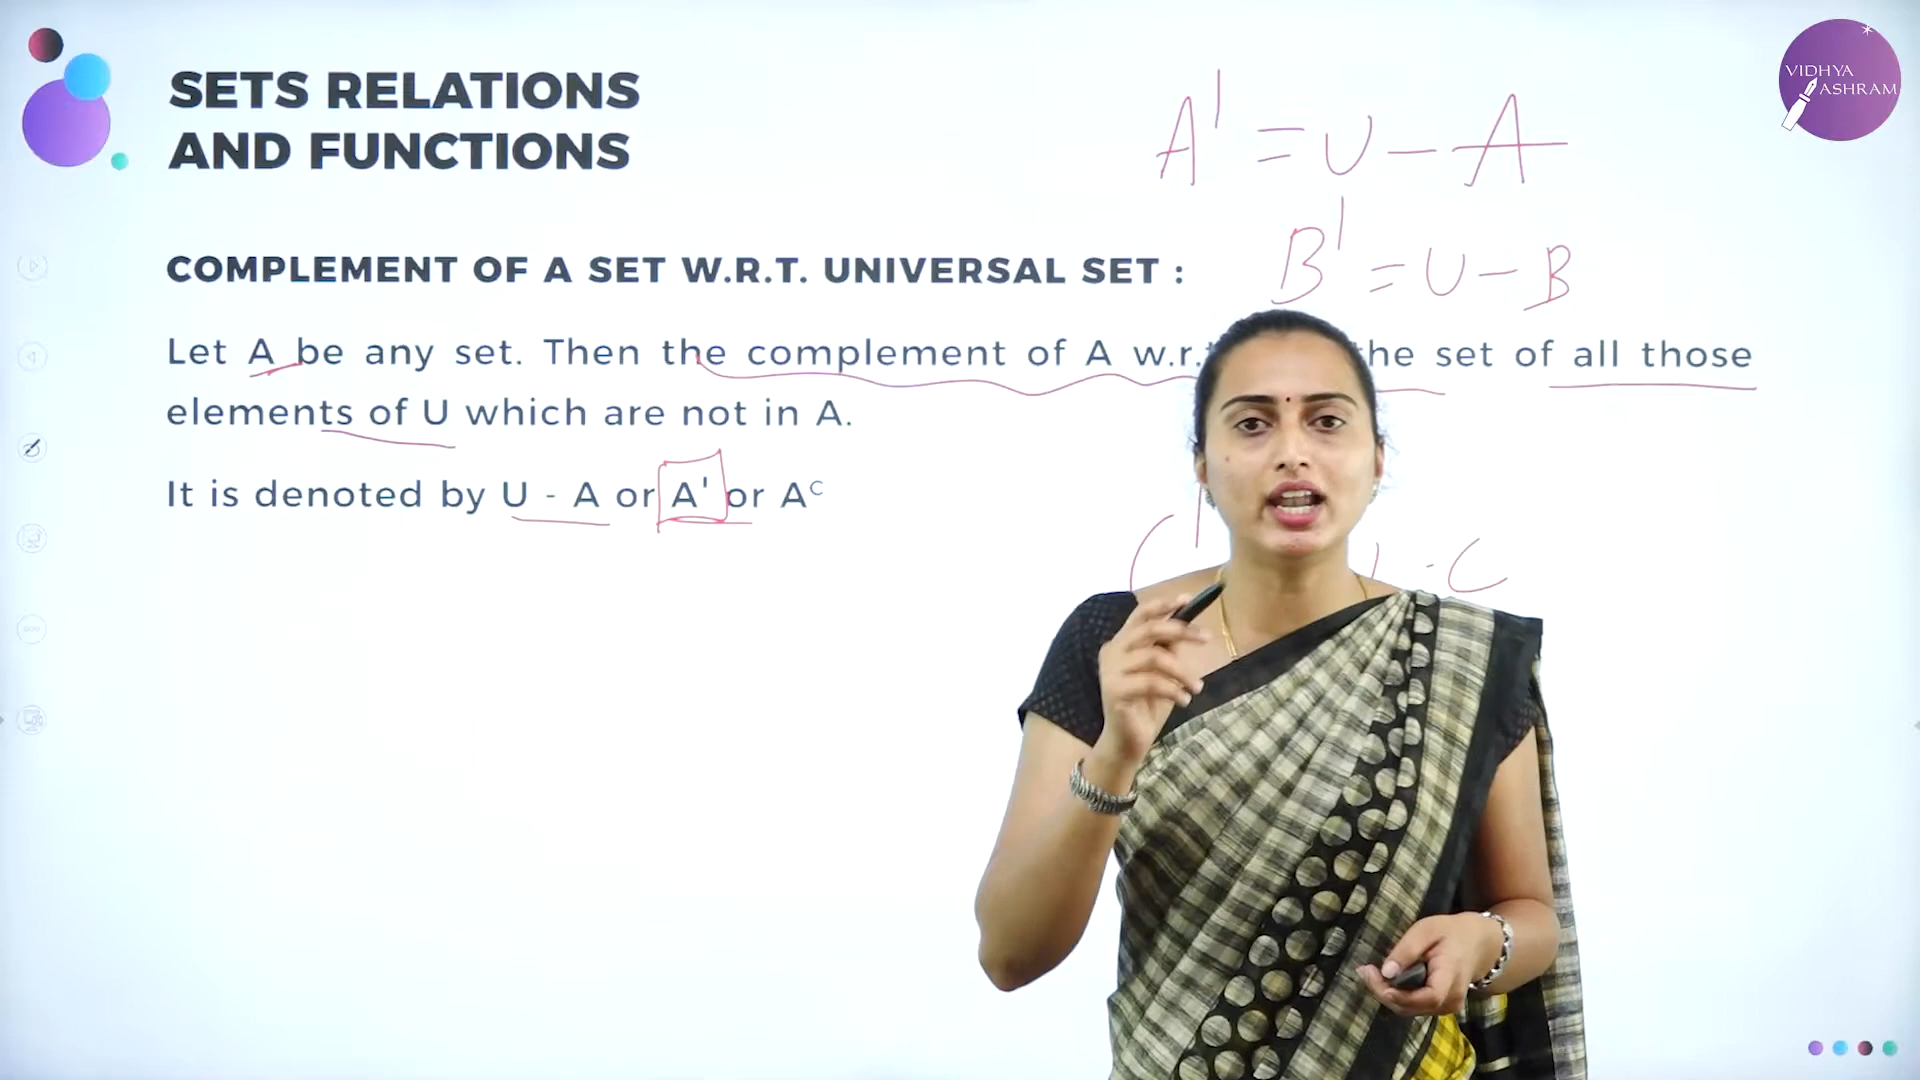 SETS RELATIONS
AND FUNCTIONS
VIDHYA
ASHRAM
A' = U - A
B' = U - B
COMPLEMENT OF A SET W.R.T. UNIVERSAL SET :
Let A be any set. Then the complement of A w.r. the set of all those
elements of U which are not in A.
It is denoted by U - A or A' or Aᶜ
C' - C